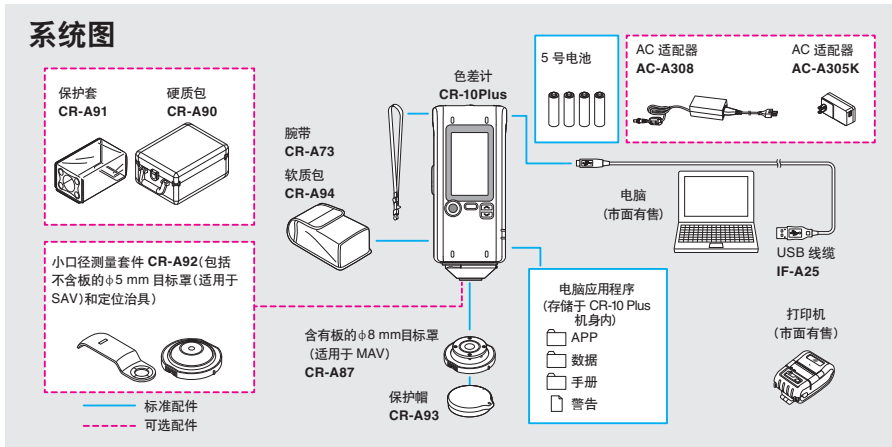 系统图
保护套
CR-A91
硬质包
CR-A90
小口径测量套件 CR-A92(包括
不含板的φ5 mm 目标罩(适用于
SAV)和定位治具)
标准配件
可选配件
腕带
CR-A73
软质包
CR-A94
色差计
CR-10Plus
含有板的φ8 mm目标罩
(适用于 MAV)
CR-A87
保护帽
CR-A93
5 号电池
AC 适配器
AC-A308
AC 适配器
AC-A305K
电脑
(市面有售)
USB 线缆
IF-A25
电脑应用程序
(存储于 CR-10 Plus
机身内)
APP
数据
手册
警告
打印机
(市面有售)